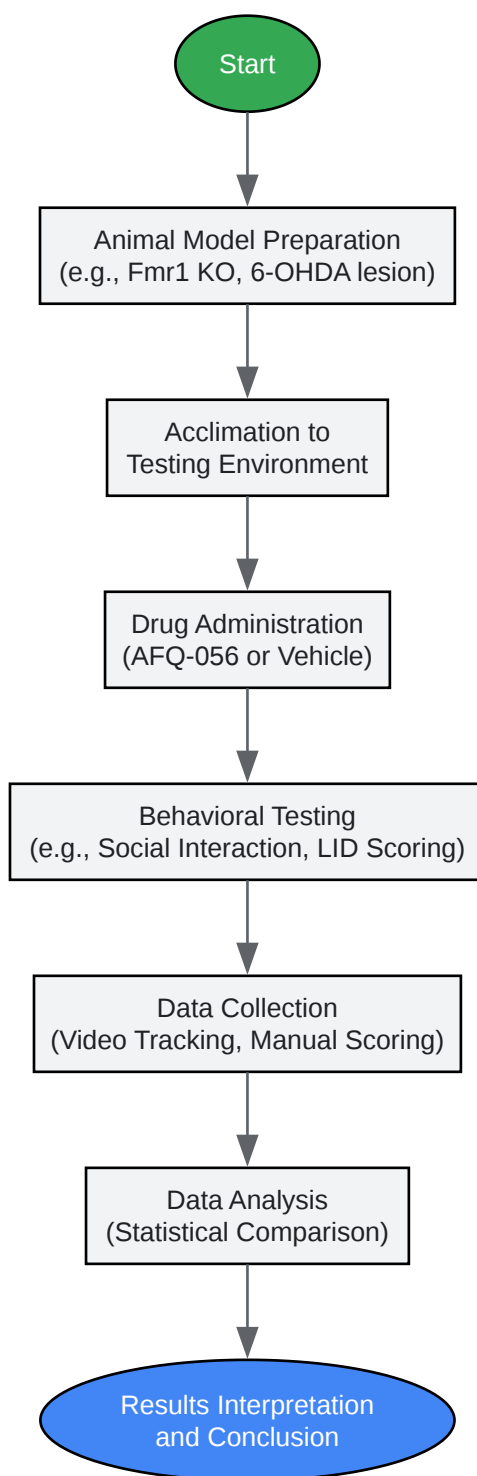 Start
Animal Model Preparation
(e.g., Fmr1 KO, 6-OHDA lesion)
Acclimation to
Testing Environment
Drug Administration
(AFQ-056 or Vehicle)
Behavioral Testing
(e.g., Social Interaction, LID Scoring)
Data Collection
(Video Tracking, Manual Scoring)
Data Analysis
(Statistical Comparison)
Results Interpretation
and Conclusion